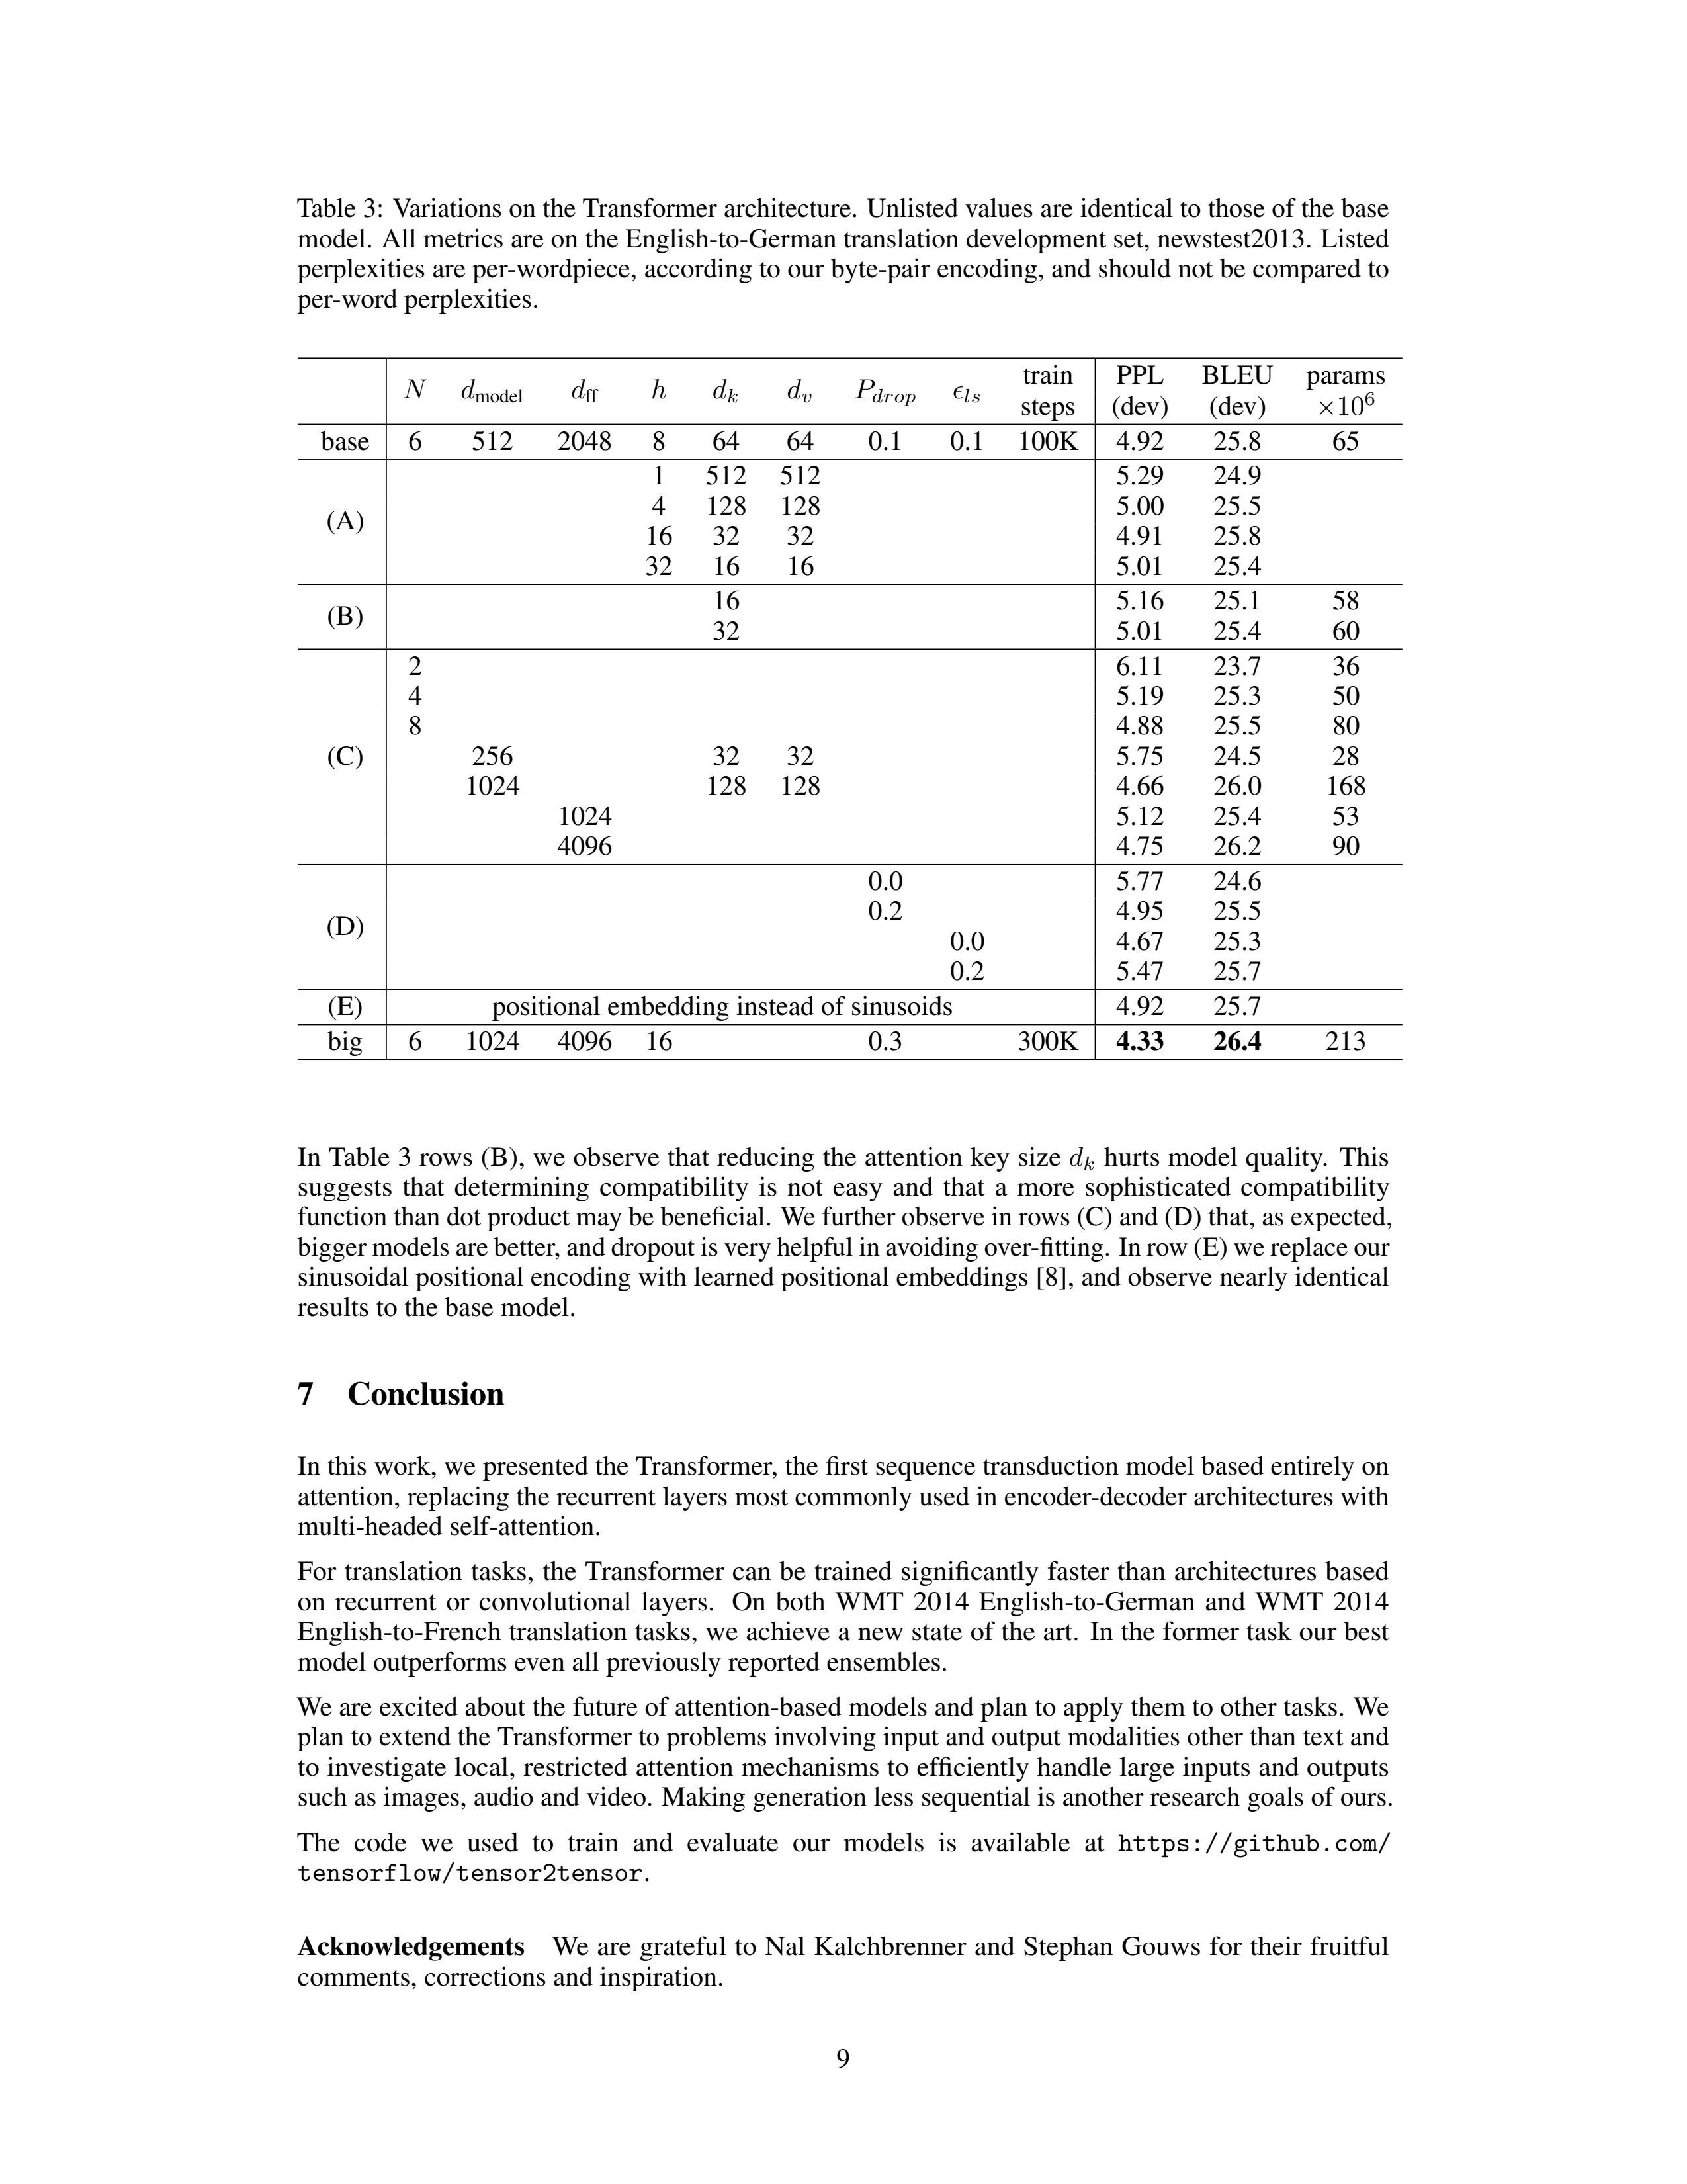 Table 3: Variations on the Transformer architecture. Unlisted values are identical to those of the base
model. All metrics are on the English-to-German translation development set, newstest2013. Listed
perplexities are per-wordpiece, according to our byte-pair encoding, and should not be compared to
per-word perplexities.
N d_model d_ff h d_k d_v P_drop ϵ_ls train steps PPL (dev) BLEU (dev) params ×10⁶
base 6 512 2048 8 64 64 0.1 0.1 100K 4.92 25.8 65
(A) 1 512 512 5.29 24.9
4 128 128 5.00 25.5
16 32 32 4.91 25.8
32 16 16 5.01 25.4
(B) 16 5.16 25.1 58
32 5.01 25.4 60
(C) 2 6.11 23.7 36
4 5.19 25.3 50
8 4.88 25.5 80
256 32 32 5.75 24.5 28
1024 128 128 4.66 26.0 168
1024 5.12 25.4 53
4096 4.75 26.2 90
(D) 0.0 5.77 24.6
0.2 4.95 25.5
0.0 4.67 25.3
0.2 5.47 25.7
(E) positional embedding instead of sinusoids 4.92 25.7
big 6 1024 4096 16 0.3 300K 4.33 26.4 213
In Table 3 rows (B), we observe that reducing the attention key size d_k hurts model quality. This
suggests that determining compatibility is not easy and that a more sophisticated compatibility
function than dot product may be beneficial. We further observe in rows (C) and (D) that, as expected,
bigger models are better, and dropout is very helpful in avoiding over-fitting. In row (E) we replace our
sinusoidal positional encoding with learned positional embeddings [8], and observe nearly identical
results to the base model.
7 Conclusion
In this work, we presented the Transformer, the first sequence transduction model based entirely on
attention, replacing the recurrent layers most commonly used in encoder-decoder architectures with
multi-headed self-attention.
For translation tasks, the Transformer can be trained significantly faster than architectures based
on recurrent or convolutional layers. On both WMT 2014 English-to-German and WMT 2014
English-to-French translation tasks, we achieve a new state of the art. In the former task our best
model outperforms even all previously reported ensembles.
We are excited about the future of attention-based models and plan to apply them to other tasks. We
plan to extend the Transformer to problems involving input and output modalities other than text and
to investigate local, restricted attention mechanisms to efficiently handle large inputs and outputs
such as images, audio and video. Making generation less sequential is another research goals of ours.
The code we used to train and evaluate our models is available at https://github.com/
tensorflow/tensor2tensor.
Acknowledgements We are grateful to Nal Kalchbrenner and Stephan Gouws for their fruitful
comments, corrections and inspiration.
9